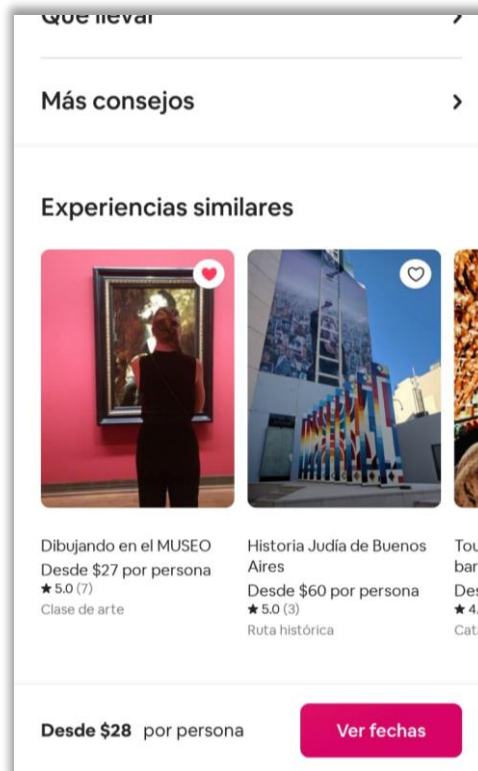 Qué llevar
Más consejos
Experiencias similares
Dibujando en el MUSEO
Desde $27 por persona
★ 5.0 (7)
Clase de arte
Historia Judía de Buenos
Aires
Desde $60 por persona
★ 5.0 (3)
Ruta histórica
Desde $28 por persona
Ver fechas